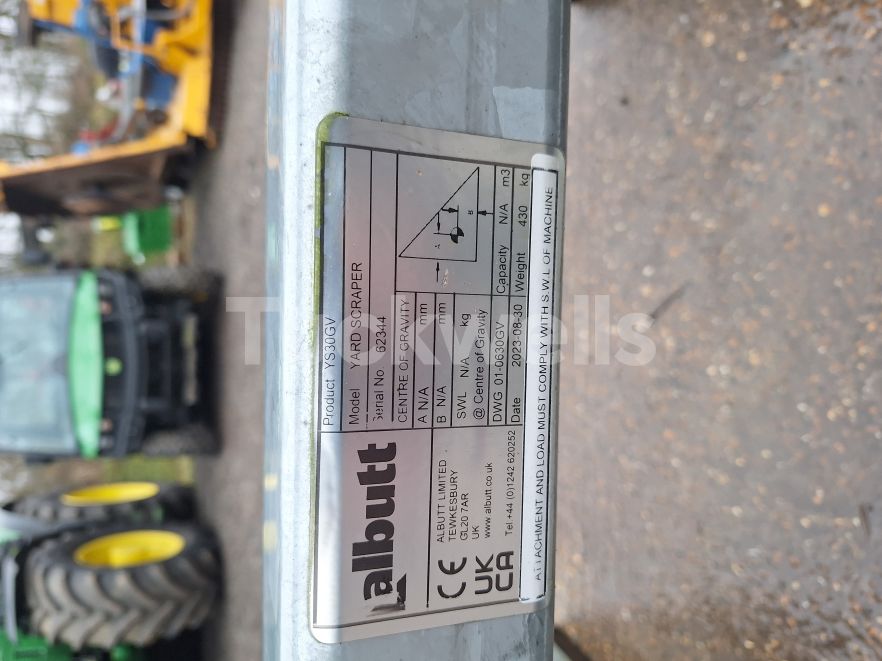 albutt
ALBUTT LIMITED
TEWKESBURY
GL20 7AR
UK
www.albutt.co.uk
Tel +44 (0)1242 620252
CE
UK
CA
Product YS30GV
Model YARD SCRAPER
Serial No. 62344
CENTRE OF GRAVITY
A N/A mm
B N/A mm
SWL N/A kg
@ Centre of Gravity
DWG 01-0630GV
Date 2023-08-30
A
B
Capacity N/A m3
Weight 430 kg
ATTACHMENT AND LOAD MUST COMPLY WITH S.W.L OF MACHINE
Tuckwells